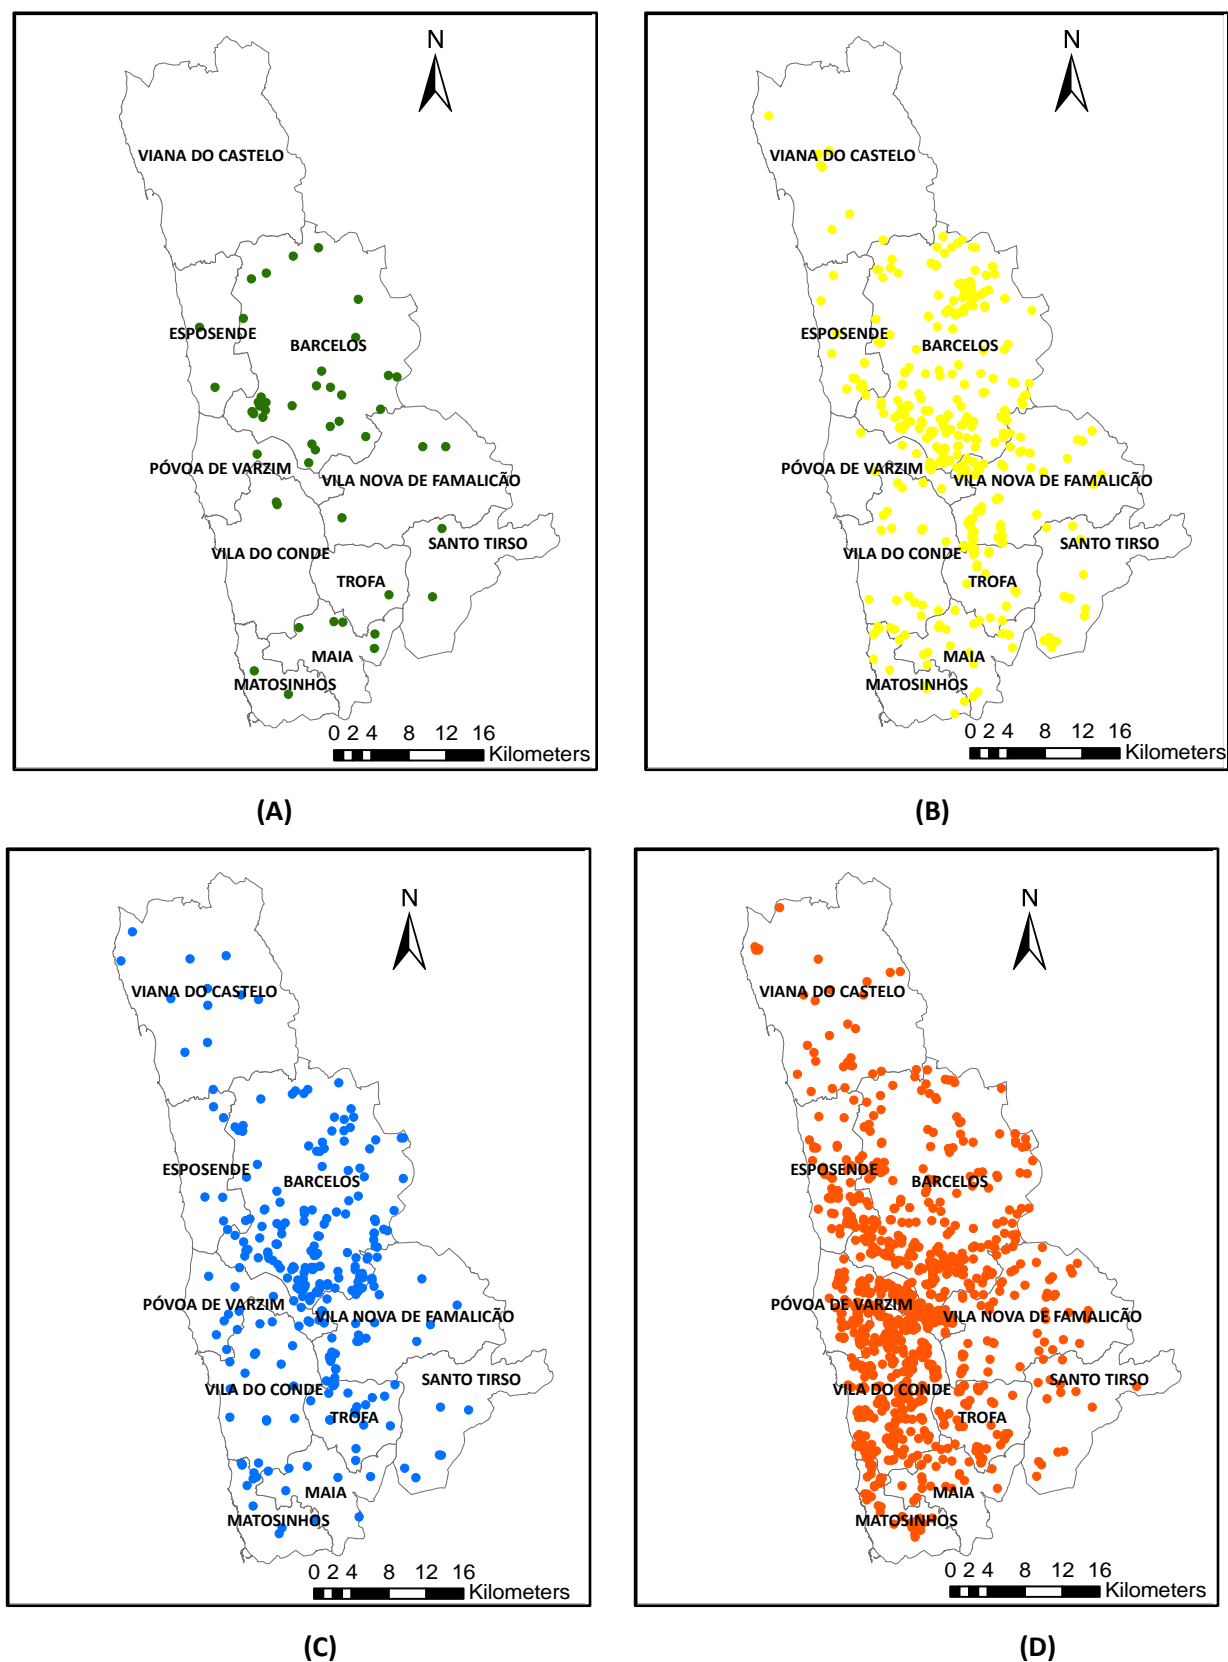 N
VIANA DO CASTELO
ESPOSENDE
BARCELOS
PÓVOA DE VARZIM
VILA NOVA DE FAMALICÃO
VILA DO CONDE
SANTO TIRSO
TROFA
MAIA
MATOSINHOS
0 2 4 8 12 16
Kilometers
(A)
N
VIANA DO CASTELO
ESPOSENDE
BARCELOS
PÓVOA DE VARZIM
VILA NOVA DE FAMALICÃO
VILA DO CONDE
SANTO TIRSO
TROFA
MAIA
MATOSINHOS
0 2 4 8 12 16
Kilometers
(B)
N
VIANA DO CASTELO
ESPOSENDE
BARCELOS
PÓVOA DE VARZIM
VILA NOVA DE FAMALICÃO
VILA DO CONDE
SANTO TIRSO
TROFA
MAIA
MATOSINHOS
0 2 4 8 12 16
Kilometers
(C)
N
VIANA DO CASTELO
ESPOSENDE
BARCELOS
PÓVOA DE VARZIM
VILA NOVA DE FAMALICÃO
VILA DO CONDE
SANTO TIRSO
TROFA
MAIA
MATOSINHOS
0 2 4 8 12 16
Kilometers
(D)